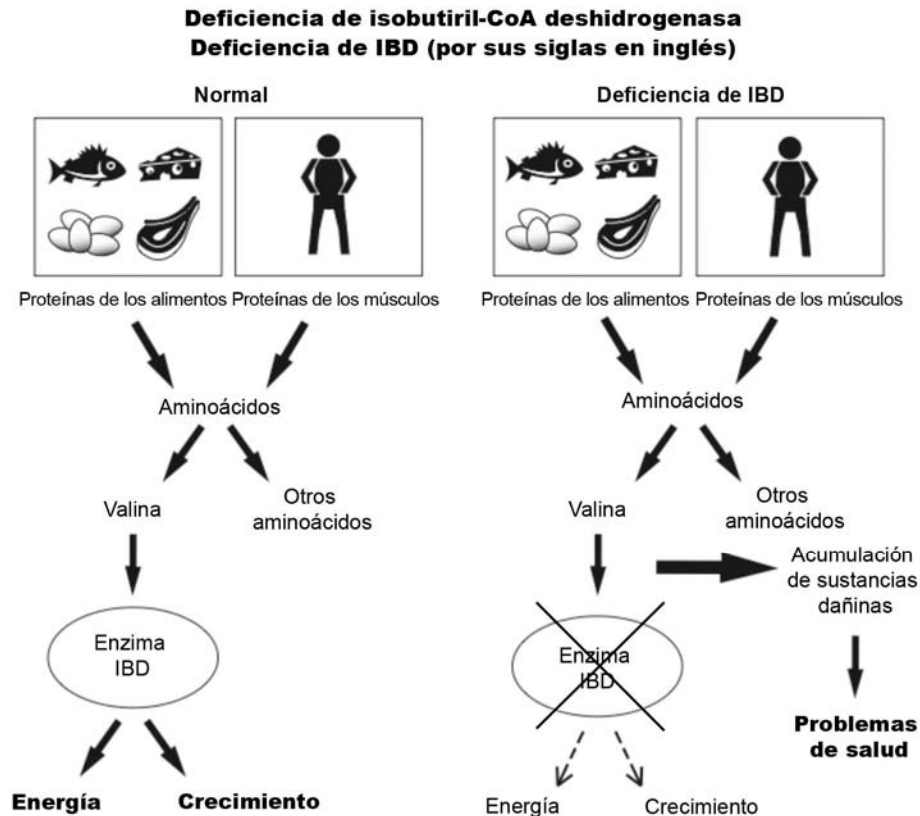 Deficiencia de isobutiril-CoA deshidrogenasa
Deficiencia de IBD (por sus siglas en inglés)
Normal
Proteínas de los alimentos
Proteínas de los músculos
Aminoácidos
Valina
Otros
aminoácidos
Enzima
IBD
Energía
Crecimiento
Deficiencia de IBD
Proteínas de los alimentos
Proteínas de los músculos
Aminoácidos
Valina
Otros
aminoácidos
Acumulación
de sustancias
dañinas
Enzima
IBD
Problemas
de salud
Energía
Crecimiento